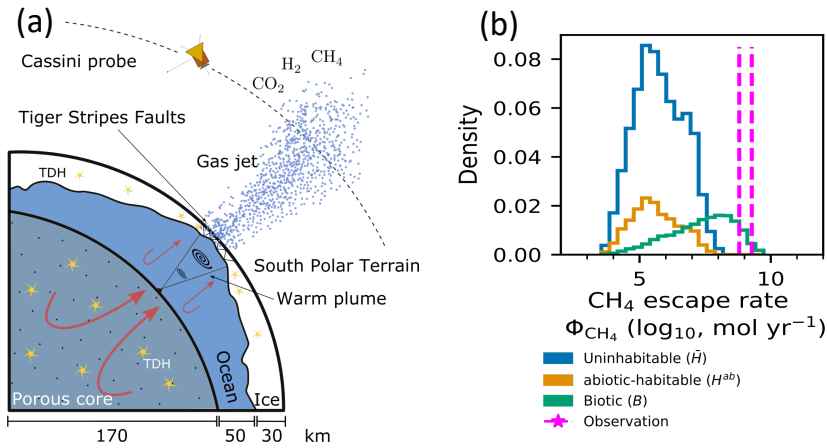 (a)
Cassini probe
CO₂
H₂
CH₄
Tiger Stripes Faults
Gas jet
TDH
South Polar Terrain
Warm plume
TDH
Porous core
Ocean
Ice
170
50
30
km
(b)
Density
0.08
0.06
0.04
0.02
0.00
5
10
CH₄ escape rate
Φ_CH₄ (log₁₀, mol yr⁻¹)
Uninhabitable (H̄)
abiotic-habitable (Hᵃᵇ)
Biotic (B)
Observation